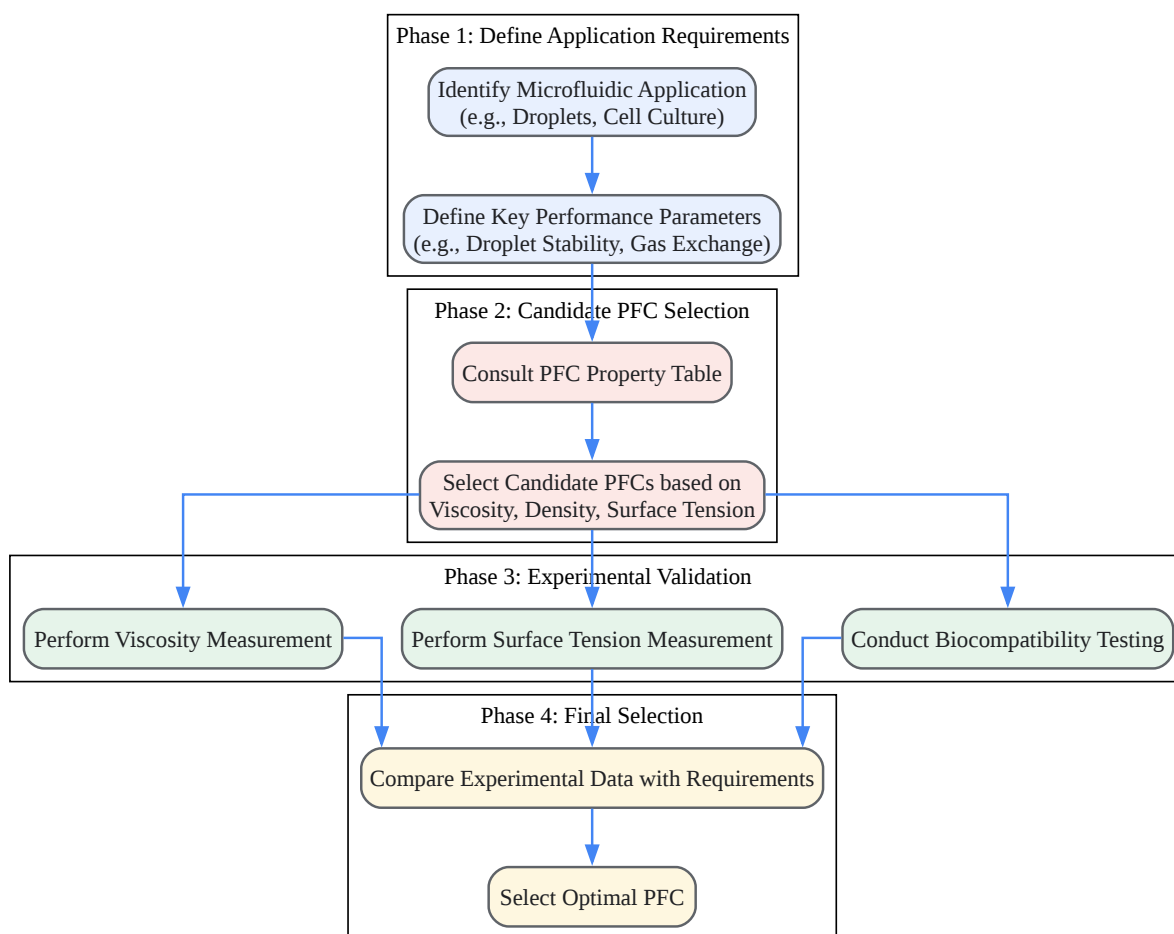 Phase 1: Define Application Requirements
Identify Microfluidic Application
(e.g., Droplets, Cell Culture)
Define Key Performance Parameters
(e.g., Droplet Stability, Gas Exchange)
Phase 2: Candidate PFC Selection
Consult PFC Property Table
Select Candidate PFCs based on
Viscosity, Density, Surface Tension
Phase 3: Experimental Validation
Perform Viscosity Measurement
Perform Surface Tension Measurement
Conduct Biocompatibility Testing
Phase 4: Final Selection
Compare Experimental Data with Requirements
Select Optimal PFC